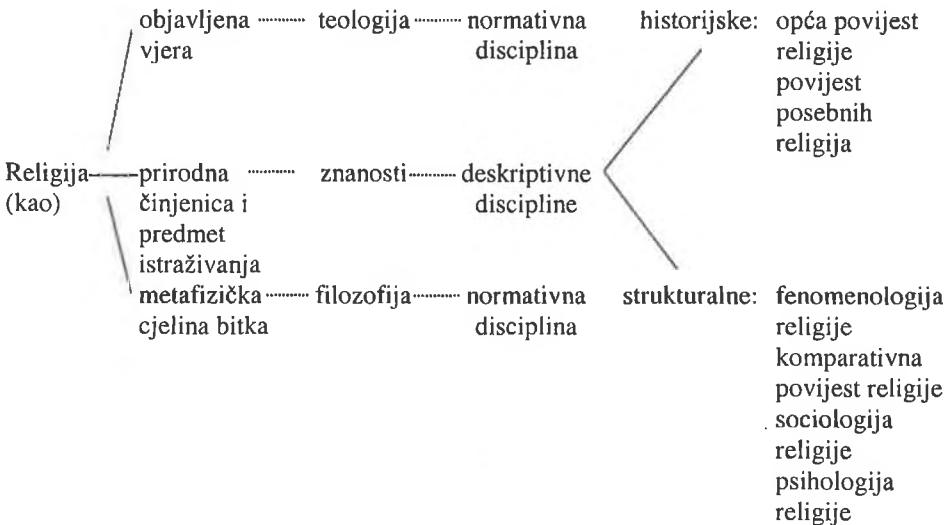 objavljena teologija normativna historijske: opća povijest
vjera disciplina religije
povijest
posebnih
religija
Religija prirodna znanosti deskriptivne
(kao) činjenica i discipline
predmet
istraživanja
metafizička filozofija normativna strukturalne: fenomenologija
cjelina bitka disciplina religije
komparativna
povijest religije
sociologija
religije
psihologija
religije